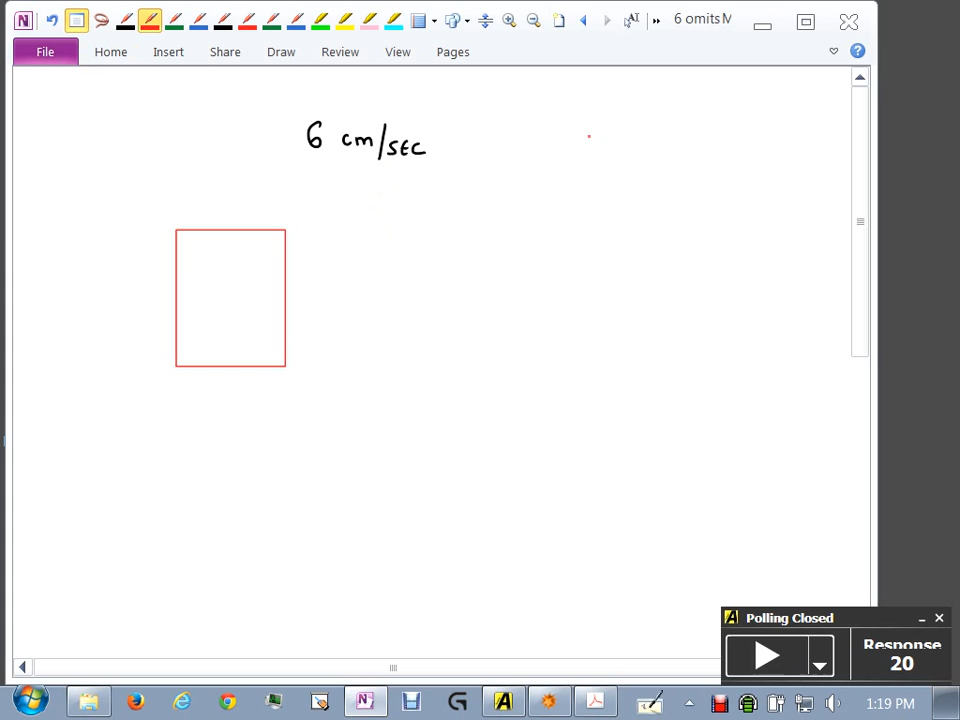 6 omits M
File Home Insert Share Draw Review View Pages
6 cm/SEC
Polling Closed
Response
20
1:19 PM